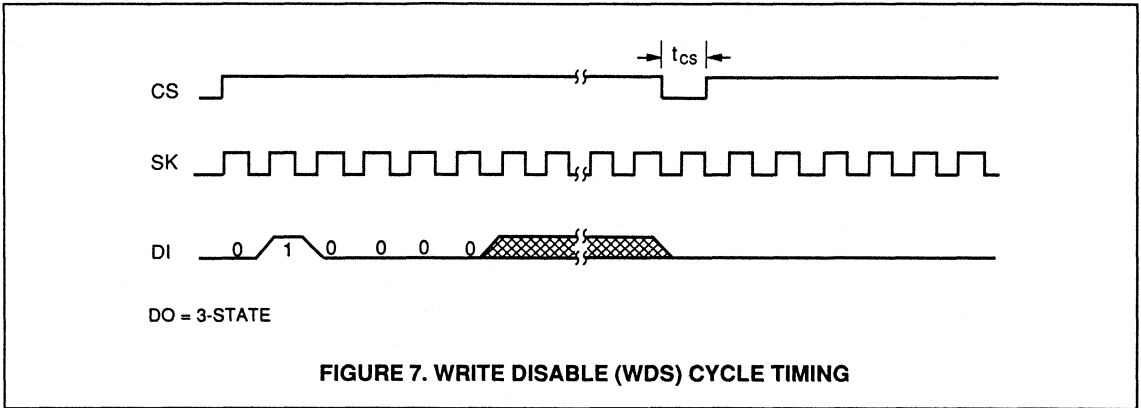 tCS
CS
SK
DI 0 1 0 0 0 0
DO = 3-STATE
FIGURE 7. WRITE DISABLE (WDS) CYCLE TIMING